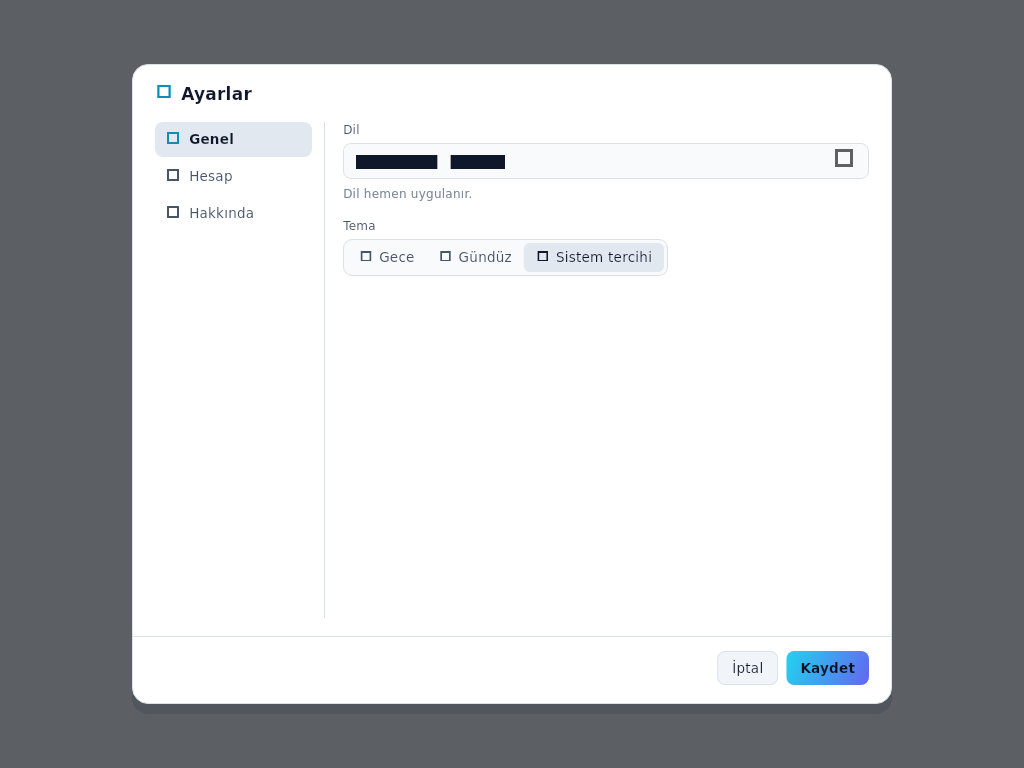 Ayarlar
Genel
Hesap
Hakkında
Dil
Dil hemen uygulanır.
Tema
Gece
Gündüz
Sistem tercihi
İptal
Kaydet